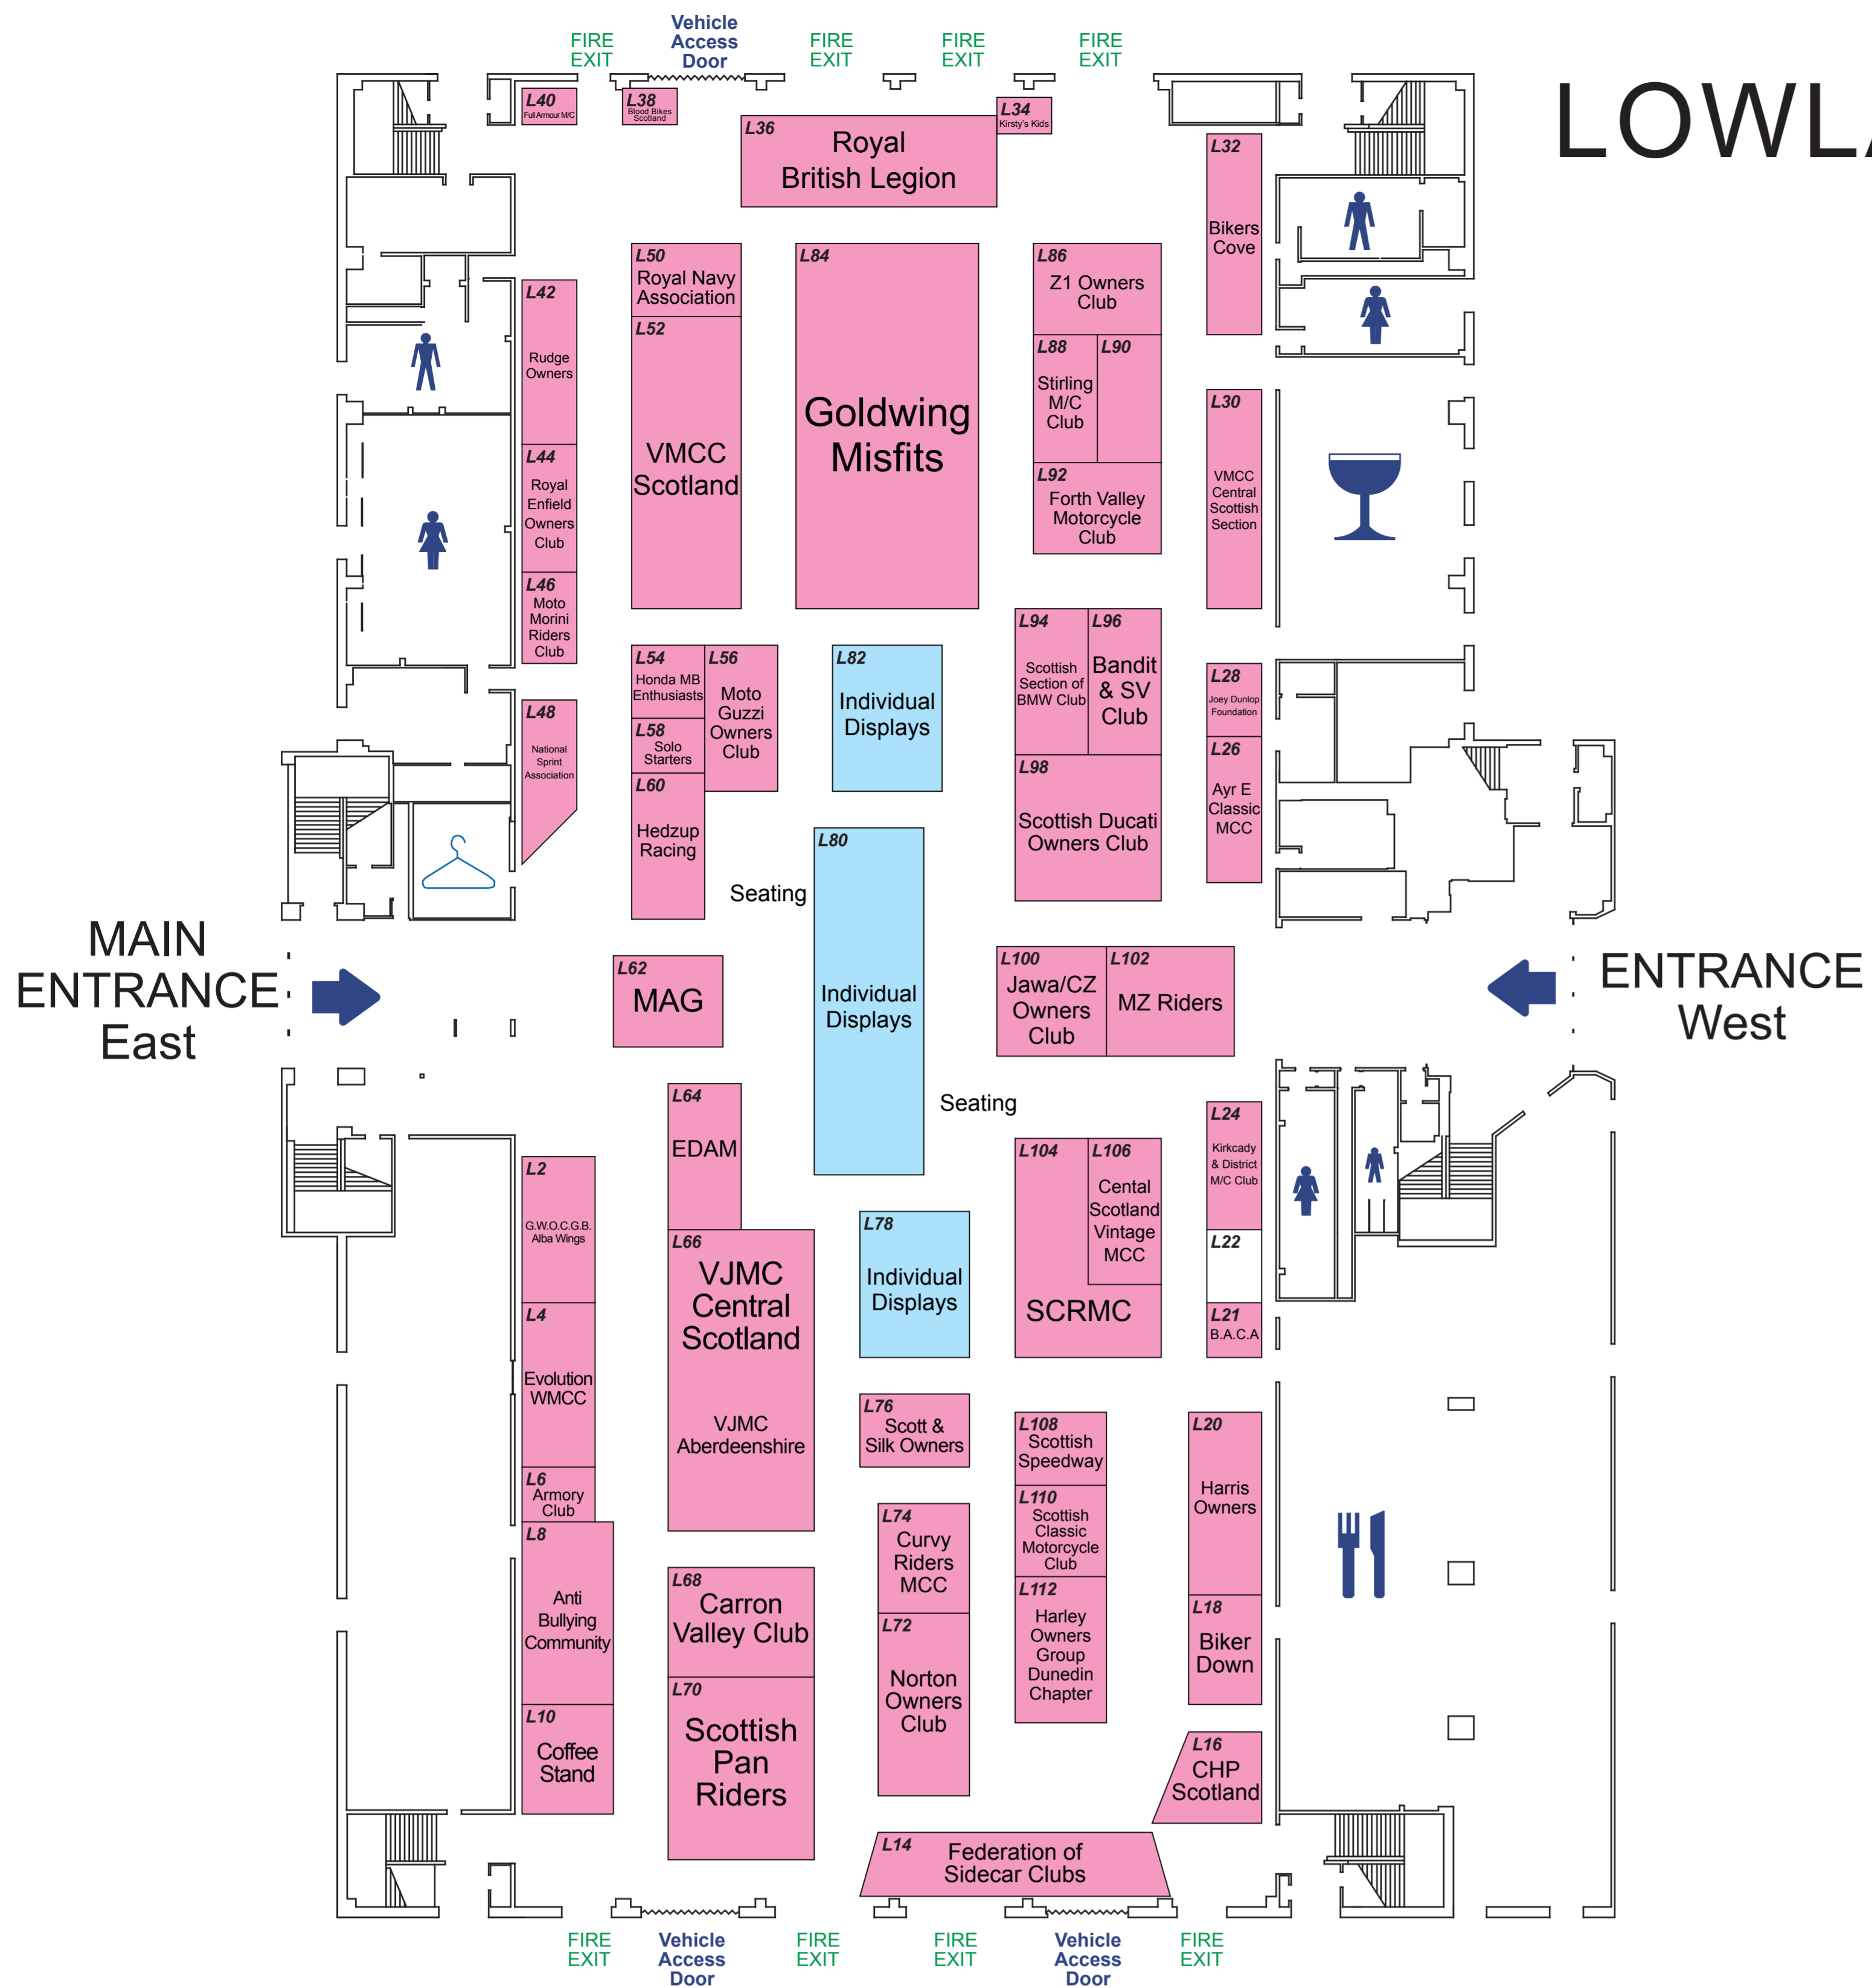 LOWLA
FIRE
EXIT
Vehicle
Access
Door
FIRE
EXIT
FIRE
EXIT
FIRE
EXIT
L40
Full Armour M/C
L38
Blood Bikes
Scotland
L36
Royal
British Legion
L34
Kirsty's Kids
L32
Bikers
Cove
L42
Rudge
Owners
L44
Royal
Enfield
Owners
Club
L46
Moto
Morini
Riders
Club
L48
National
Sprint
Association
L50
Royal Navy
Association
L52
VMCC
Scotland
L84
Goldwing
Misfits
L86
Z1 Owners
Club
L88
Stirling
M/C
Club
L90
L92
Forth Valley
Motorcycle
Club
L30
VMCC
Central
Scottish
Section
L54
Honda MB
Enthusiasts
L56
Moto
Guzzi
Owners
Club
L58
Solo
Starters
L60
Hedzup
Racing
L82
Individual
Displays
L94
Scottish
Section of
BMW Club
L96
Bandit
& SV
Club
L98
Scottish Ducati
Owners Club
L28
Joey Dunlop
Foundation
L26
Ayr E
Classic
MCC
Seating
L80
Individual
Displays
MAIN
ENTRANCE
East
L62
MAG
L100
Jawa/CZ
Owners
Club
L102
MZ Riders
ENTRANCE
West
Seating
L64
EDAM
L66
VJMC
Central
Scotland
VJMC
Aberdeenshire
L2
G.W.O.C.G.B.
Alba Wings
L4
Evolution
WMCC
L6
Armory
Club
L8
Anti
Bullying
Community
L10
Coffee
Stand
L78
Individual
Displays
L104
SCRMC
L106
Cental
Scotland
Vintage
MCC
L24
Kirkcady
& District
M/C Club
L22
L21
B.A.C.A
L76
Scott &
Silk Owners
L108
Scottish
Speedway
L110
Scottish
Classic
Motorcycle
Club
L112
Harley
Owners
Group
Dunedin
Chapter
L20
Harris
Owners
L18
Biker
Down
L74
Curvy
Riders
MCC
L72
Norton
Owners
Club
L68
Carron
Valley Club
L70
Scottish
Pan
Riders
L16
CHP
Scotland
L14
Federation of
Sidecar Clubs
FIRE
EXIT
Vehicle
Access
Door
FIRE
EXIT
FIRE
EXIT
Vehicle
Access
Door
FIRE
EXIT